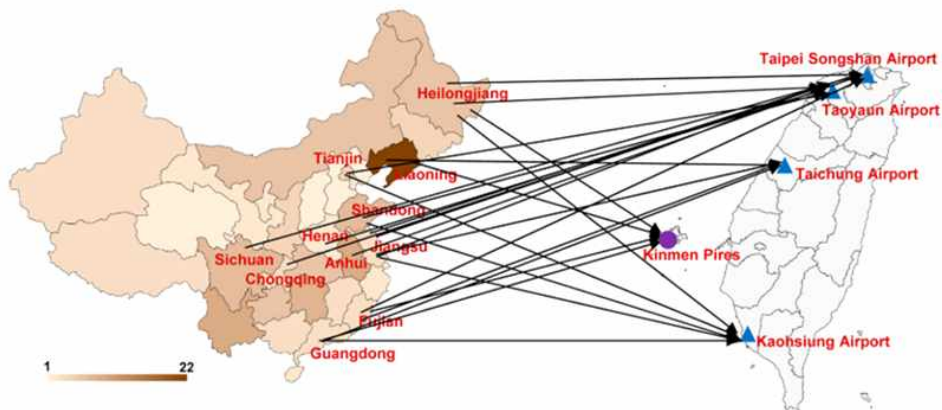 Taipei Songshan Airport
Heilongjiang
Taoyaun Airport
Tianjin
Liaoning
Taichung Airport
Shandong
Henan
Jiangsu
Kinmen Pires
Sichuan
Anhui
Chongqing
Fujian
Kaohsiung Airport
Guangdong
1
22